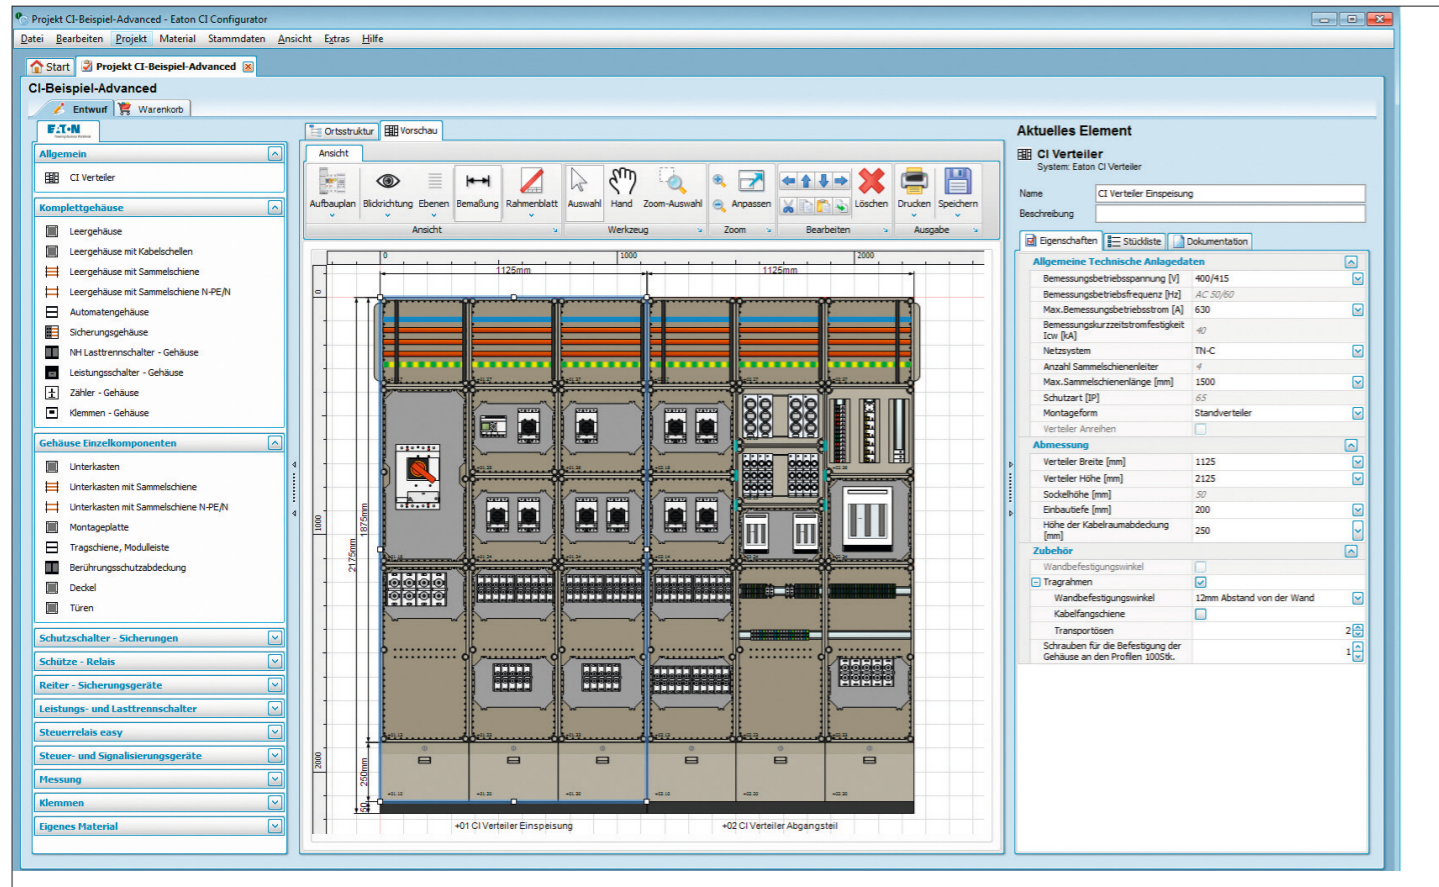 Projekt CI-Beispiel-Advanced - Eaton CI Configurator
Datei Bearbeiten Projekt Material Stammdaten Ansicht Extras Hilfe
Start Projekt CI-Beispiel-Advanced
CI-Beispiel-Advanced
Entwurf Warenkorb
EAT•N
Allgemein
CI Verteiler
Komplettgehäuse
Leergehäuse
Leergehäuse mit Kabelschellen
Leergehäuse mit Sammelschiene
Leergehäuse mit Sammelschiene N-PE/N
Automatengehäuse
Sicherungsgehäuse
NH Lasttrennschalter - Gehäuse
Leistungsschalter - Gehäuse
Zähler - Gehäuse
Klemmen - Gehäuse
Gehäuse Einzelkomponenten
Unterkasten
Unterkasten mit Sammelschiene
Unterkasten mit Sammelschiene N-PE/N
Montageplatte
Tragschiene, Modulleiste
Berührungsschutzabdeckung
Deckel
Türen
Schutzschalter - Sicherungen
Schütze - Relais
Reiter - Sicherungsgeräte
Leistungs- und Lasttrennschalter
Steuerrelais easy
Steuer- und Signalisierungsgeräte
Messung
Klemmen
Eigenes Material
Ortsstruktur Vorschau
Ansicht
Aufbauplan Blickrichtung Ebenen Bemaßung Rahmenblatt Auswahl Hand Zoom-Auswahl Anpassen Löschen Drucken Speichern
Ansicht Werkzeug Zoom Bearbeiten Ausgabe
0 1000 2000
1125mm 1125mm
0
1000
2000
2175mm
1875mm
250mm
50
+01 CI Verteiler Einspeisung +02 CI Verteiler Abgangsteil
Aktuelles Element
CI Verteiler
System: Eaton CI Verteiler
Name CI Verteiler Einspeisung
Beschreibung
Eigenschaften Stückliste Dokumentation
Allgemeine Technische Anlagedaten
Bemessungsbetriebsspannung [V] 400/415
Bemessungsbetriebsfrequenz [Hz] AC 50/60
Max.Bemessungsbetriebsstrom [A] 630
Bemessungskurzzeitstromfestigkeit
Icw [kA] 40
Netzsystem TN-C
Anzahl Sammelschienenleiter 4
Max.Sammelschienenlänge [mm] 1500
Schutzart [IP] 65
Montageform Standverteiler
Verteiler Anreihen
Abmessung
Verteiler Breite [mm] 1125
Verteiler Höhe [mm] 2125
Sockelhöhe [mm] 50
Einbautiefe [mm] 200
Höhe der Kabelraumabdeckung
[mm] 250
Zubehör
Wandbefestigungswinkel
Tragrahmen
Wandbefestigungswinkel 12mm Abstand von der Wand
Kabelfangschiene
Transportösen 2
Schrauben für die Befestigung der
Gehäuse an den Profilen 100Stk. 1